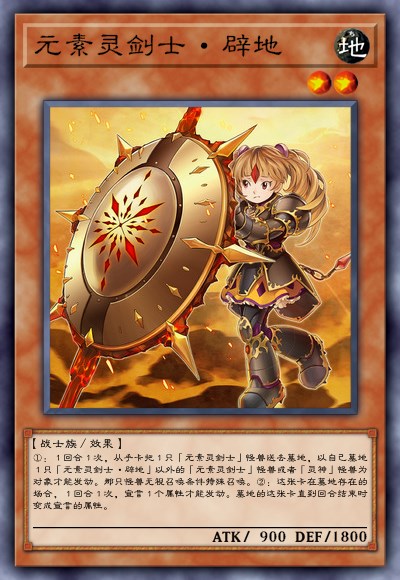 元素灵剑士・辟地
地
【战士族／效果】
①：1回合1次，从手卡把1只「元素灵剑士」怪兽送去墓地，以自己墓地
1只「元素灵剑士・辟地」以外的「元素灵剑士」怪兽或者「灵神」怪兽为
对象才能发动。那只怪兽无视召唤条件特殊召唤。②：这张卡在墓地存在的
场合，1回合1次，宣言1个属性才能发动。墓地的这张卡直到回合结束时
变成宣言的属性。
ATK/ 900 DEF/1800